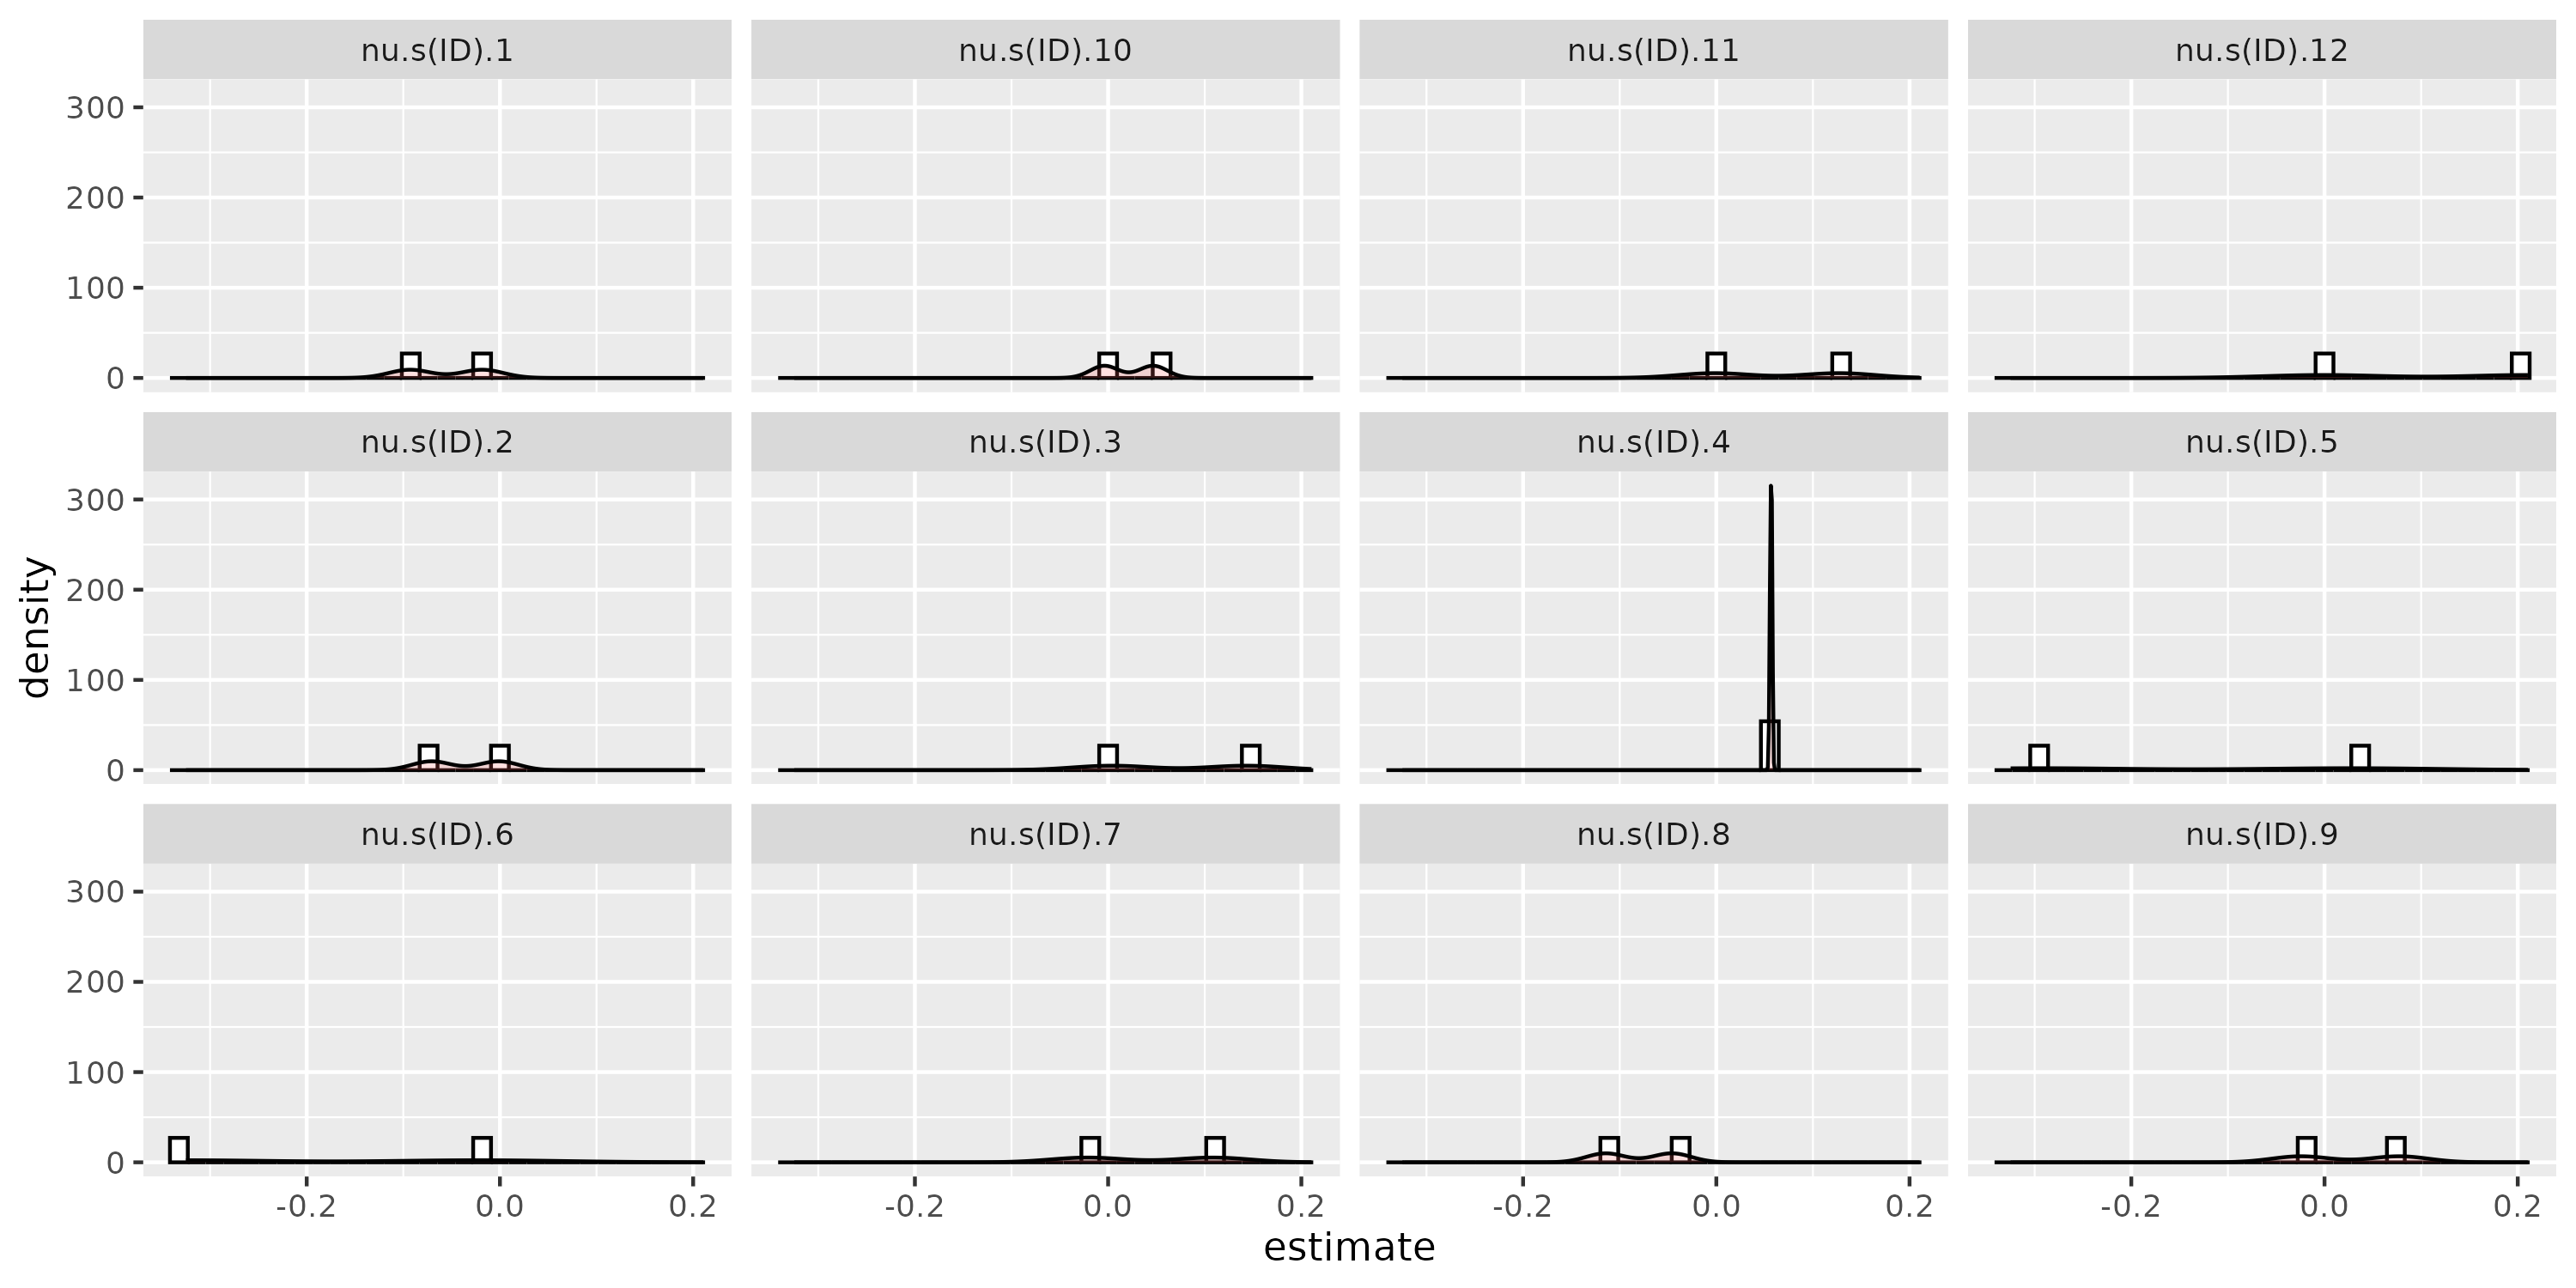 nu.s(ID).1 nu.s(ID).10 nu.s(ID).11 nu.s(ID).12
300
200
100
0
nu.s(ID).2 nu.s(ID).3 nu.s(ID).4 nu.s(ID).5
300
200
100
0
density
nu.s(ID).6 nu.s(ID).7 nu.s(ID).8 nu.s(ID).9
300
200
100
0
-0.2 0.0 0.2 -0.2 0.0 0.2 -0.2 0.0 0.2 -0.2 0.0 0.2
estimate